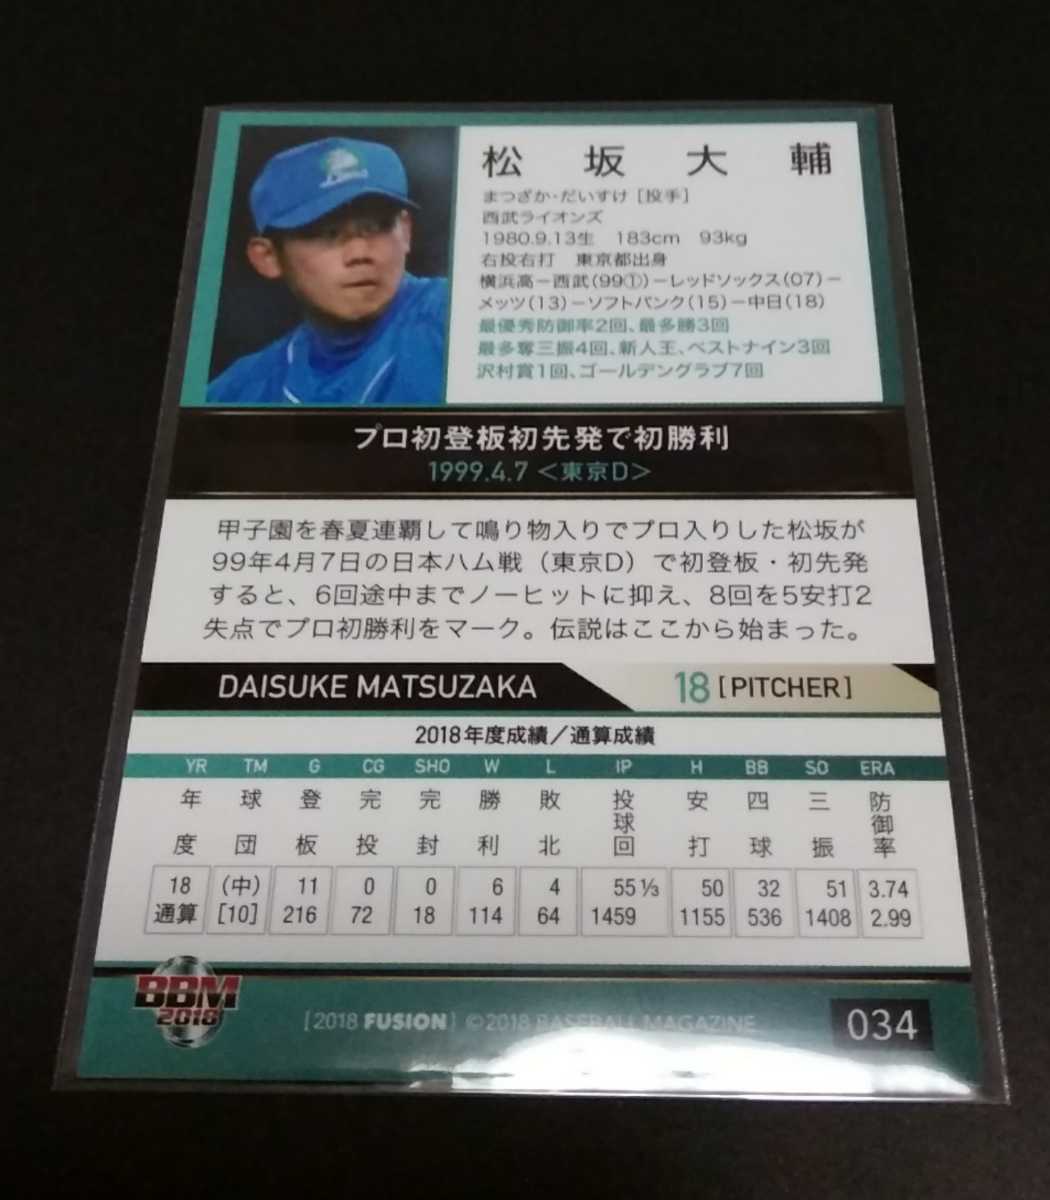 松坂大輔
まつざか・だいすけ［投手］
西武ライオンズ
1980.9.13生 183cm 93kg
右投右打 東京都出身
横浜高－西武(99①)－レッドソックス(07)－
メッツ(13)－ソフトバンク(15)－中日(18)
最優秀防御率2回、最多勝3回
最多奪三振4回、新人王、ベストナイン3回
沢村賞1回、ゴールデングラブ7回
プロ初登板初先発で初勝利
1999.4.7 ＜東京D＞
甲子園を春夏連覇して鳴り物入りでプロ入りした松坂が
99年4月7日の日本ハム戦（東京D）で初登板・初先発
すると、6回途中までノーヒットに抑え、8回を5安打2
失点でプロ初勝利をマーク。伝説はここから始まった。
DAISUKE MATSUZAKA 18 [PITCHER]
2018年度成績／通算成績
YR TM G CG SHO W L IP H BB SO ERA
年度 球団 登板 完投 完封 勝利 敗北 投球回 安打 四球 三振 防御率
18 (中) 11 0 0 6 4 55 ⅓ 50 32 51 3.74
通算 [10] 216 72 18 114 64 1459 1155 536 1408 2.99
BBM
2018
[2018 FUSION] ©2018 BASEBALL MAGAZINE
034